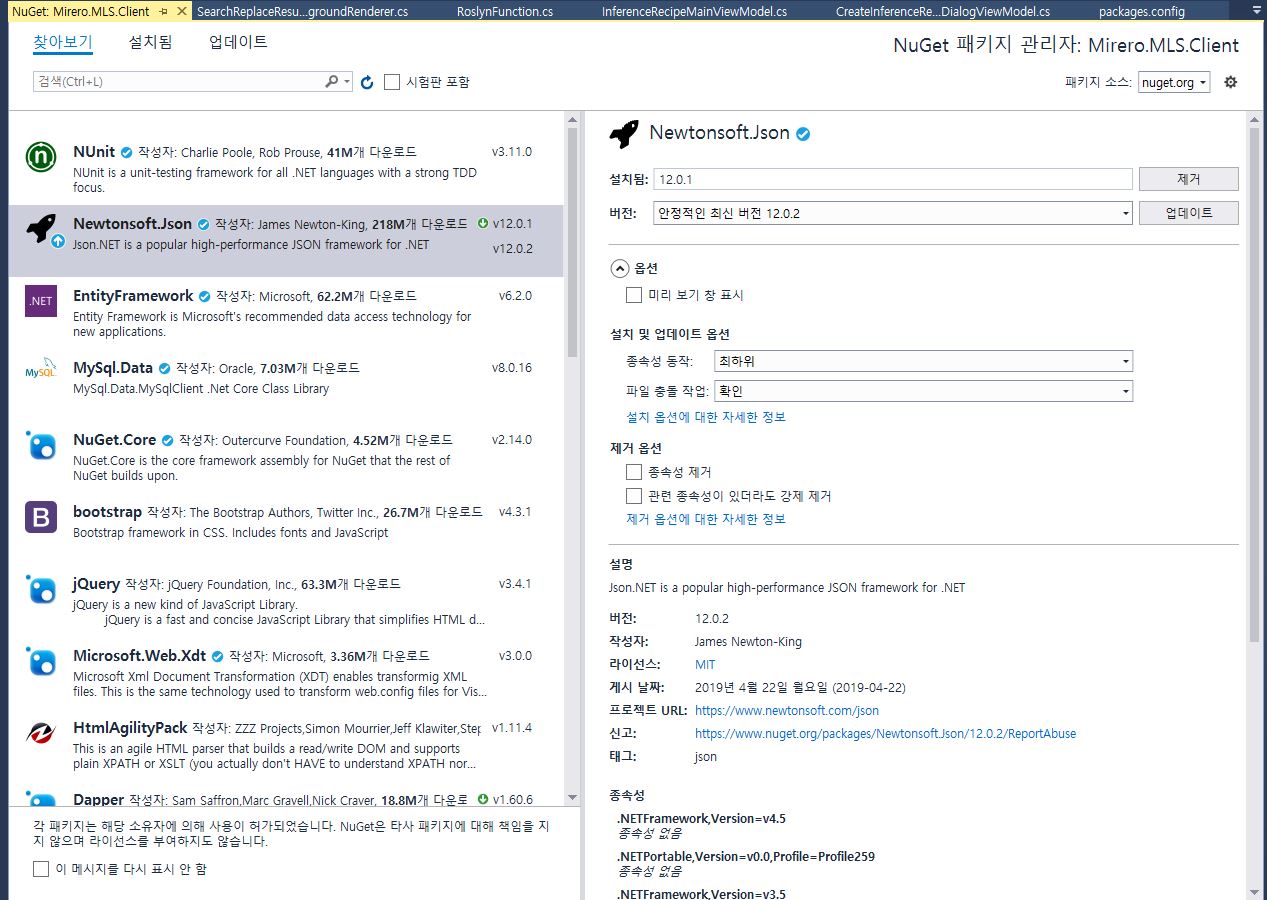 NuGet: Mirero.MLS.Client
SearchReplaceResu...groundRenderer.cs
RoslynFunction.cs
InferenceRecipeMainViewModel.cs
CreateInferenceRe...DialogViewModel.cs
packages.config
찾아보기 설치됨 업데이트
NuGet 패키지 관리자: Mirero.MLS.Client
검색(Ctrl+L)
시험판 포함
패키지 소스: nuget.org
NUnit 작성자: Charlie Poole, Rob Prouse, 41M개 다운로드 v3.11.0
NUnit is a unit-testing framework for all .NET languages with a strong TDD
focus.
Newtonsoft.Json 작성자: James Newton-King, 218M개 다운로드 v12.0.1
Json.NET is a popular high-performance JSON framework for .NET v12.0.2
.NET
EntityFramework 작성자: Microsoft, 62.2M개 다운로드 v6.2.0
Entity Framework is Microsoft's recommended data access technology for
new applications.
MySQL
MySql.Data 작성자: Oracle, 7.03M개 다운로드 v8.0.16
MySql.Data.MySqlClient .Net Core Class Library
NuGet.Core 작성자: Outercurve Foundation, 4.52M개 다운로드 v2.14.0
NuGet.Core is the core framework assembly for NuGet that the rest of
NuGet builds upon.
B
bootstrap 작성자: The Bootstrap Authors, Twitter Inc., 26.7M개 다운로드 v4.3.1
Bootstrap framework in CSS. Includes fonts and JavaScript
jQuery 작성자: jQuery Foundation, Inc., 63.3M개 다운로드 v3.4.1
jQuery is a new kind of JavaScript Library.
jQuery is a fast and concise JavaScript Library that simplifies HTML d...
Microsoft.Web.Xdt 작성자: Microsoft, 3.36M개 다운로드 v3.0.0
Microsoft Xml Document Transformation (XDT) enables transformig XML
files. This is the same technology used to transform web.config files for Vis...
HtmlAgilityPack 작성자: ZZZ Projects,Simon Mourrier,Jeff Klawiter,Step v1.11.4
This is an agile HTML parser that builds a read/write DOM and supports
plain XPATH or XSLT (you actually don't HAVE to understand XPATH nor...
Dapper 작성자: Sam Saffron,Marc Gravell,Nick Craver, 18.8M개 다운로 v1.60.6
각 패키지는 해당 소유자에 의해 사용이 허가되었습니다. NuGet은 타사 패키지에 대해 책임을 지
지 않으며 라이선스를 부여하지도 않습니다.
이 메시지를 다시 표시 안 함
Newtonsoft.Json
설치됨: 12.0.1 제거
버전: 안정적인 최신 버전 12.0.2 업데이트
옵션
미리 보기 창 표시
설치 및 업데이트 옵션
종속성 동작: 최하위
파일 충돌 작업: 확인
설치 옵션에 대한 자세한 정보
제거 옵션
종속성 제거
관련 종속성이 있더라도 강제 제거
제거 옵션에 대한 자세한 정보
설명
Json.NET is a popular high-performance JSON framework for .NET
버전: 12.0.2
작성자: James Newton-King
라이선스: MIT
게시 날짜: 2019년 4월 22일 월요일 (2019-04-22)
프로젝트 URL: https://www.newtonsoft.com/json
신고: https://www.nuget.org/packages/Newtonsoft.Json/12.0.2/ReportAbuse
태그: json
종속성
.NETFramework,Version=v4.5
종속성 없음
.NETPortable,Version=v0.0,Profile=Profile259
종속성 없음
.NETFramework,Version=v3.5